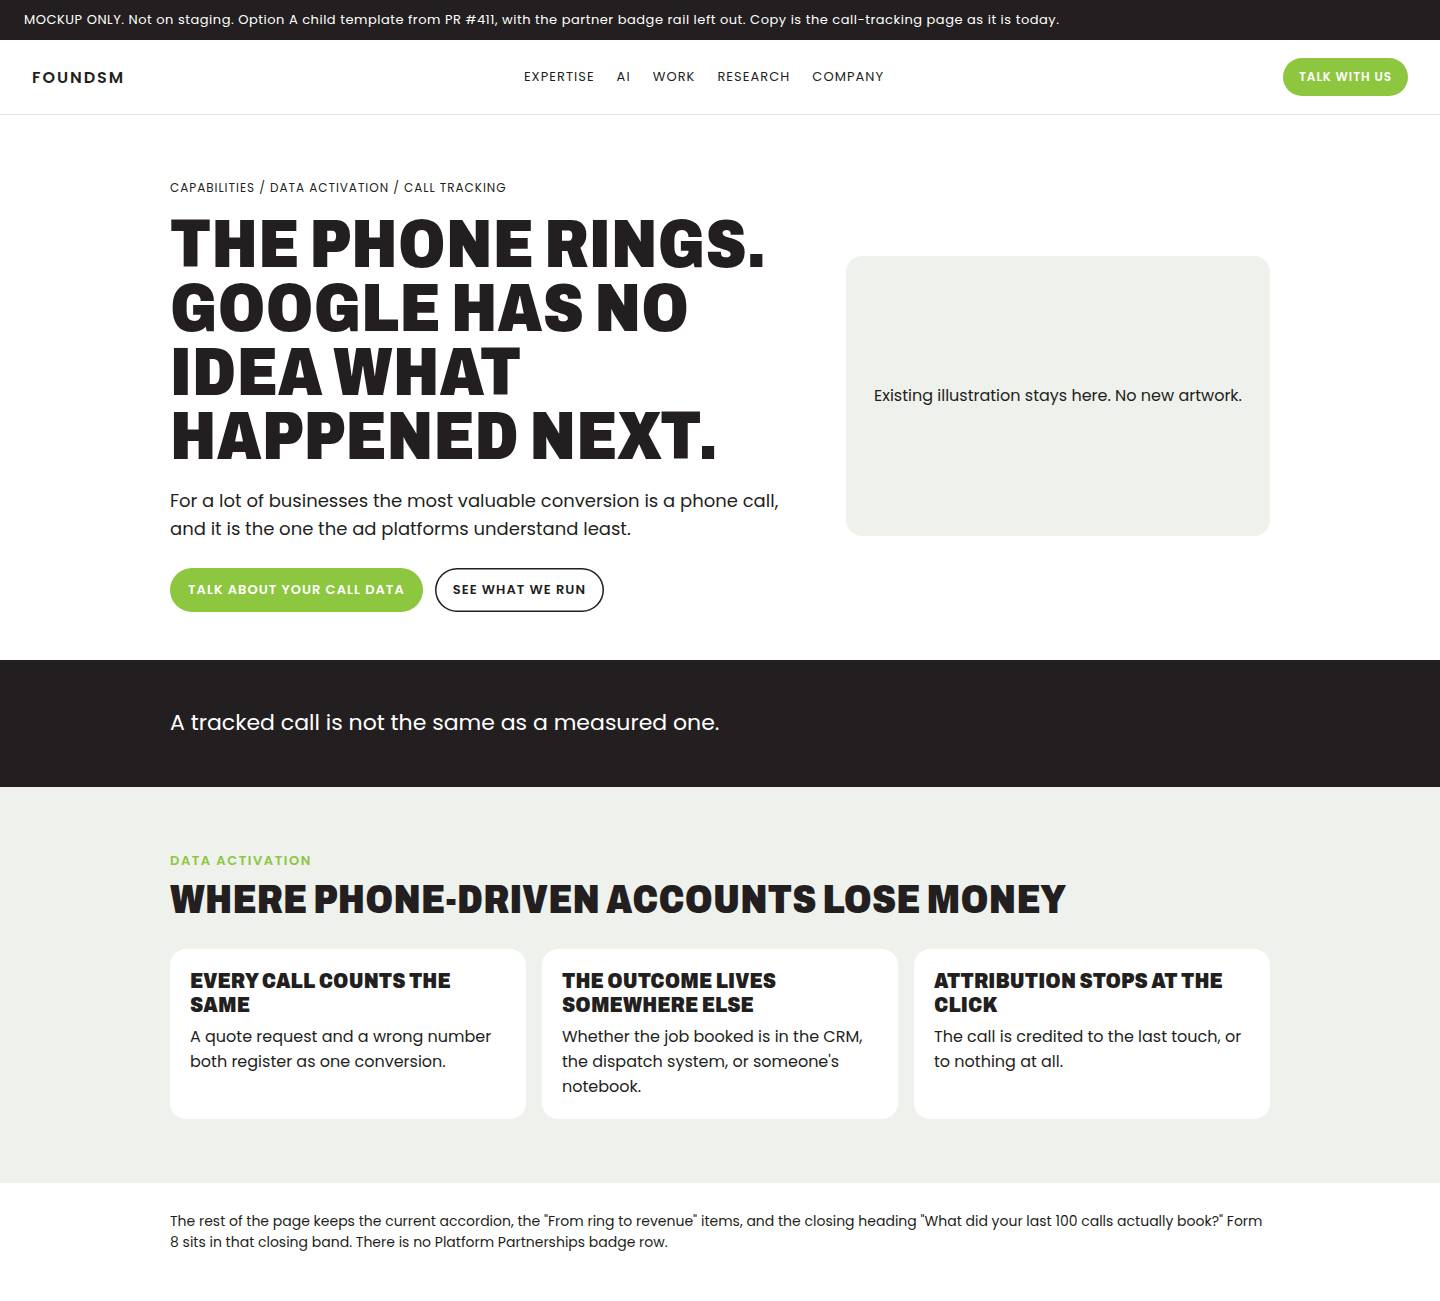 MOCKUP ONLY. Not on staging. Option A child template from PR #411, with the partner badge rail left out. Copy is the call-tracking page as it is today.
FOUNDSM
EXPERTISE AI WORK RESEARCH COMPANY
TALK WITH US
CAPABILITIES / DATA ACTIVATION / CALL TRACKING
THE PHONE RINGS.
GOOGLE HAS NO
IDEA WHAT
HAPPENED NEXT.
For a lot of businesses the most valuable conversion is a phone call,
and it is the one the ad platforms understand least.
TALK ABOUT YOUR CALL DATA
SEE WHAT WE RUN
Existing illustration stays here. No new artwork.
A tracked call is not the same as a measured one.
DATA ACTIVATION
WHERE PHONE-DRIVEN ACCOUNTS LOSE MONEY
EVERY CALL COUNTS THE
SAME
A quote request and a wrong number
both register as one conversion.
THE OUTCOME LIVES
SOMEWHERE ELSE
Whether the job booked is in the CRM,
the dispatch system, or someone's
notebook.
ATTRIBUTION STOPS AT THE
CLICK
The call is credited to the last touch, or
to nothing at all.
The rest of the page keeps the current accordion, the "From ring to revenue" items, and the closing heading "What did your last 100 calls actually book?" Form
8 sits in that closing band. There is no Platform Partnerships badge row.